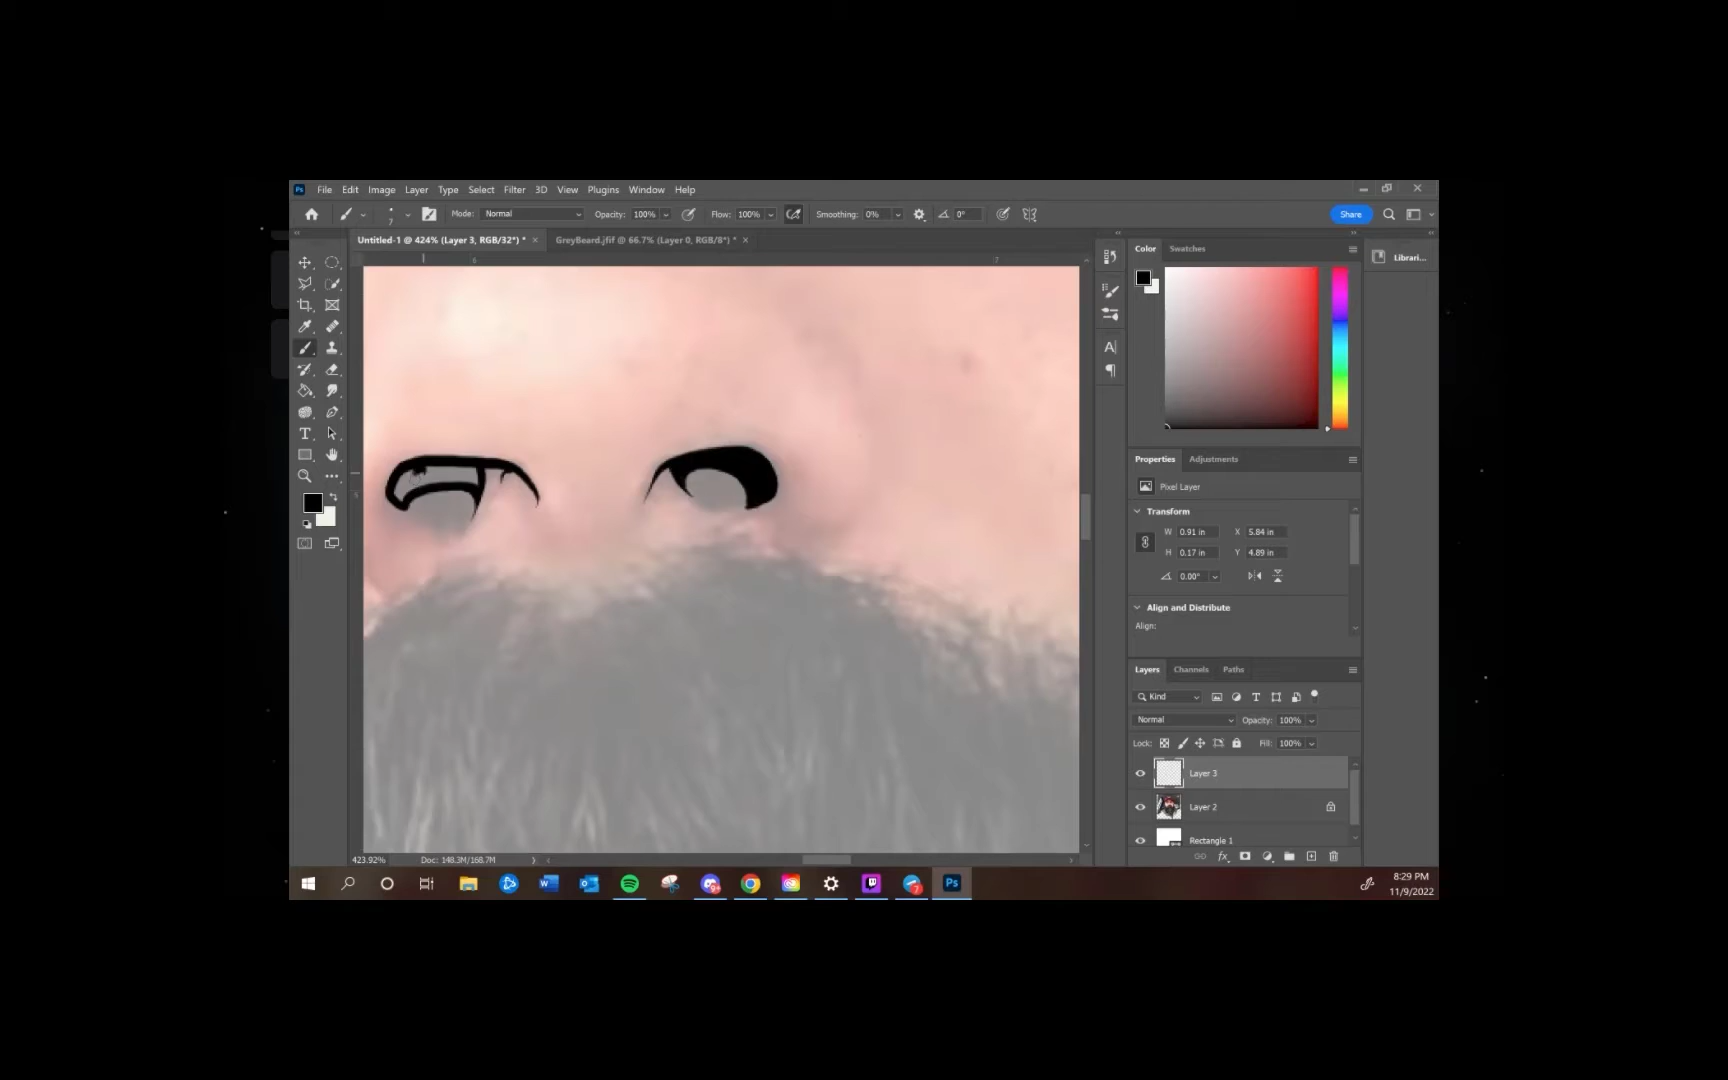 Ps File Edit Image Layer Type Select Filter 3D View Plugins Window Help
Mode: Normal Opacity: 100% Flow: 100% Smoothing: 0% 0° Share
Untitled-1 @ 424% (Layer 3, RGB/32*) * × GreyBeard.jfif @ 66.7% (Layer 0, RGB/8*) * ×
6 7
5
Color Swatches
Librari...
Properties Adjustments
Pixel Layer
Transform
W 0.91 in X 5.84 in
H 0.17 in Y 4.89 in
0.00°
Align and Distribute
Align:
Layers Channels Paths
Kind
Normal Opacity: 100%
Lock: Fill: 100%
Layer 3
Layer 2
Rectangle 1
423.92% Doc: 148.3M/168.7M
8:29 PM
11/9/2022